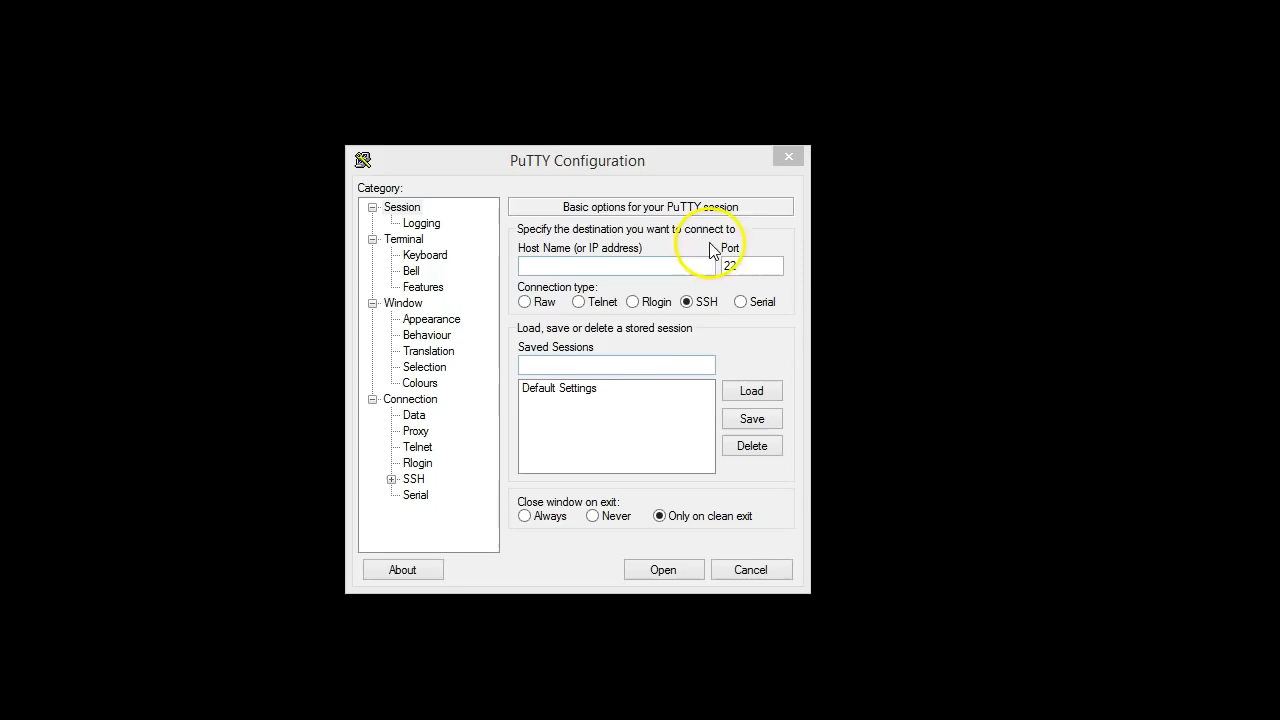 PuTTY Configuration
Category:
Session
Logging
Terminal
Keyboard
Bell
Features
Window
Appearance
Behaviour
Translation
Selection
Colours
Connection
Data
Proxy
Telnet
Rlogin
SSH
Serial
Basic options for your PuTTY session
Specify the destination you want to connect to
Host Name (or IP address) Port
22
Connection type:
Raw Telnet Rlogin SSH Serial
Load, save or delete a stored session
Saved Sessions
Default Settings
Load
Save
Delete
Close window on exit:
Always Never Only on clean exit
About Open Cancel